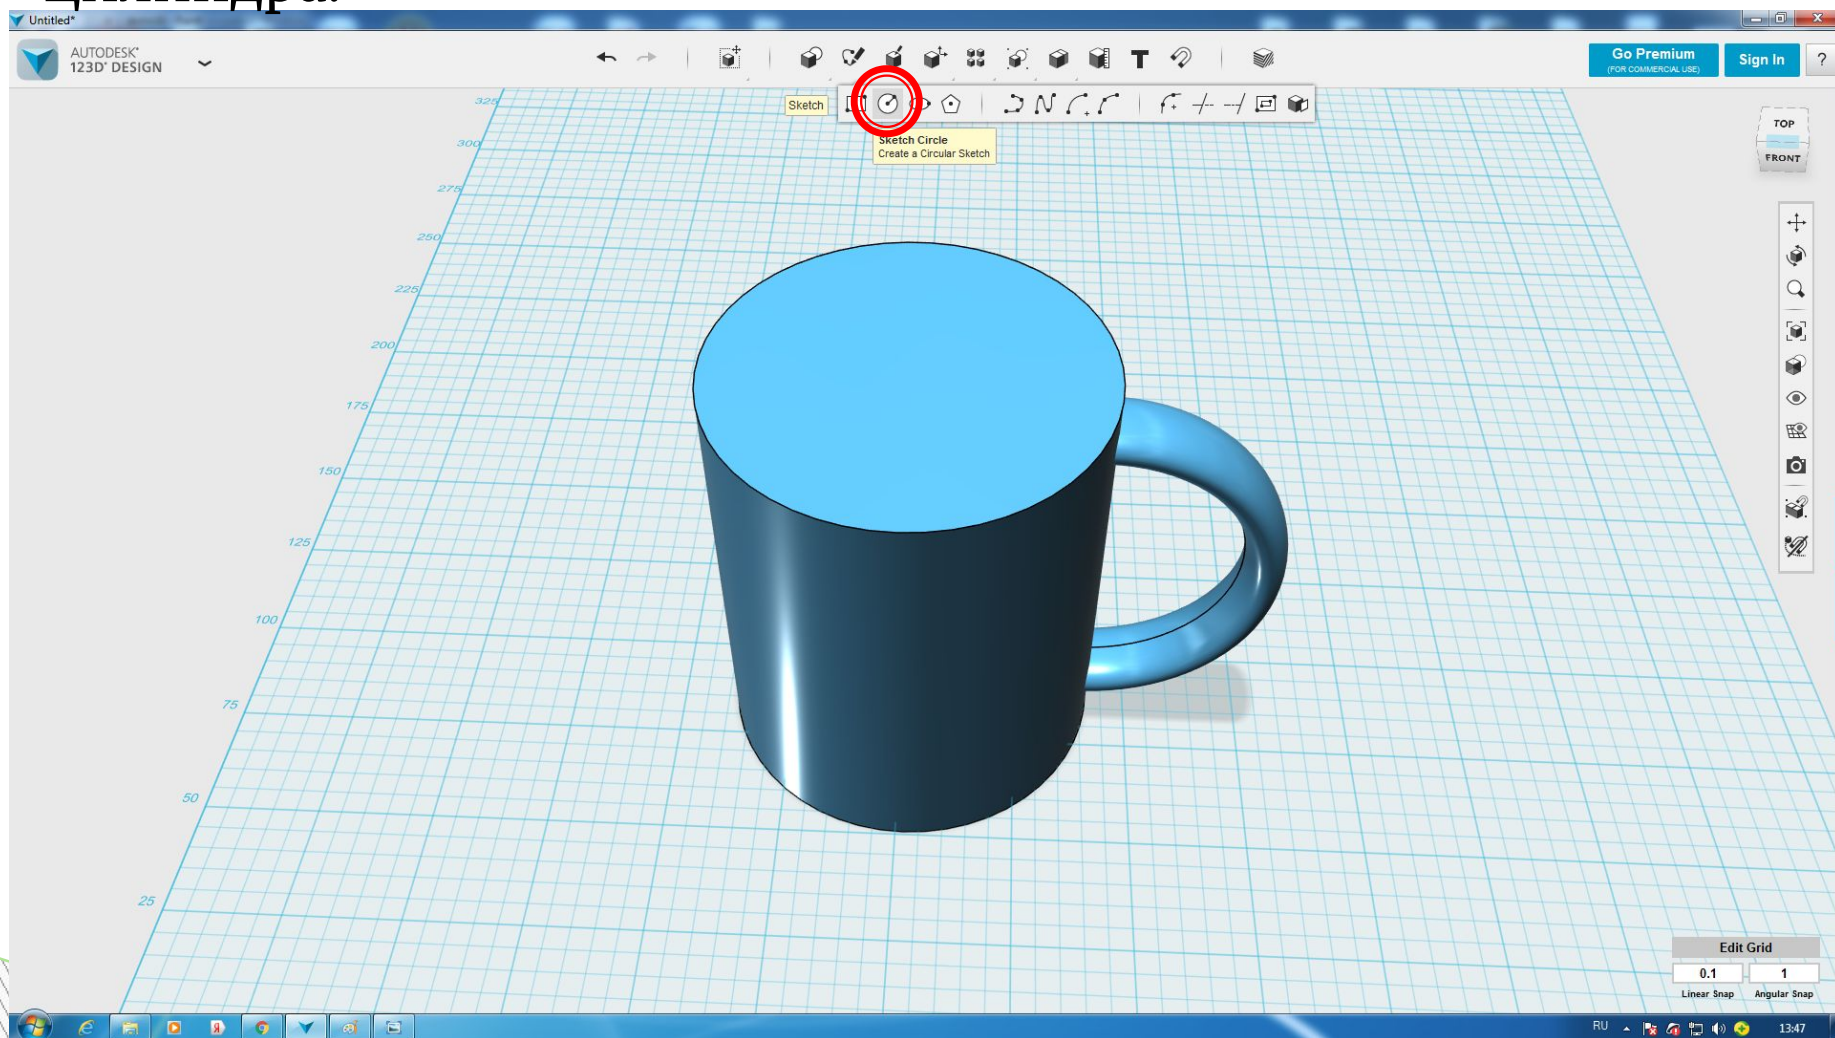 цилиндра.
Untitled*
AUTODESK®
123D® DESIGN
T
Go Premium
(FOR COMMERCIAL USE)
Sign In
?
Sketch
Sketch Circle
Create a Circular Sketch
TOP
FRONT
325
300
275
250
225
200
175
150
125
100
75
50
25
Edit Grid
0.1 1
Linear Snap Angular Snap
RU 13:47